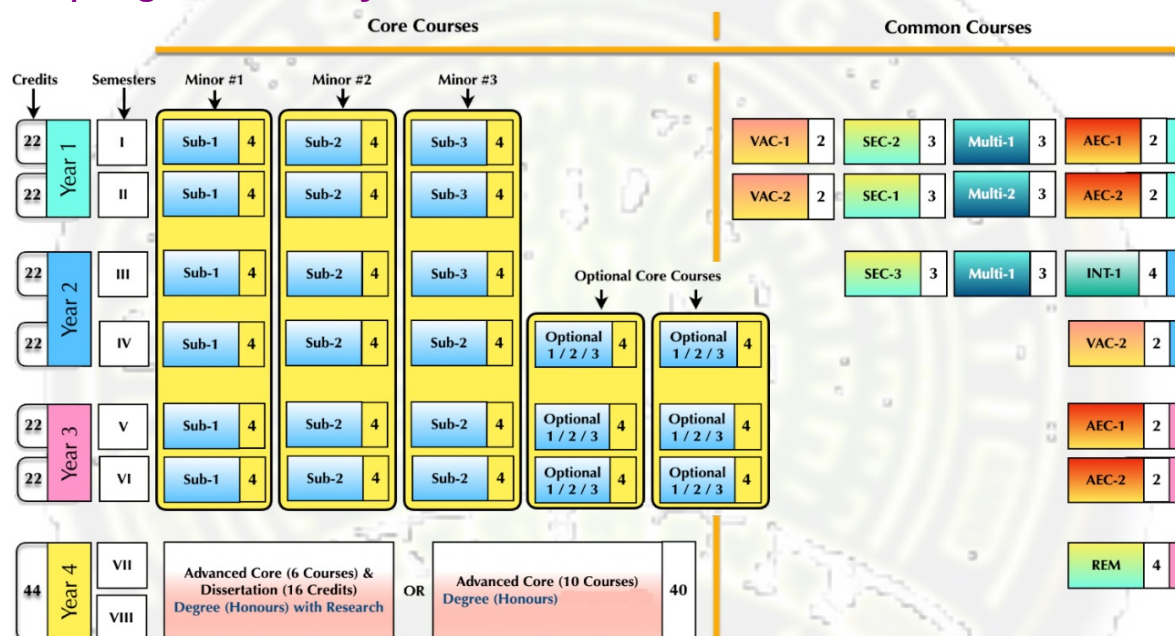 Core Courses
Common Courses
Credits Semesters Minor #1 Minor #2 Minor #3
22 Year 1 I Sub-1 4 Sub-2 4 Sub-3 4 VAC-1 2 SEC-2 3 Multi-1 3 AEC-1 2
22 II Sub-1 4 Sub-2 4 Sub-3 4 VAC-2 2 SEC-1 3 Multi-2 3 AEC-2 2
22 Year 2 III Sub-1 4 Sub-2 4 Sub-3 4 SEC-3 3 Multi-1 3 INT-1 4
Optional Core Courses
22 IV Sub-1 4 Sub-2 4 Sub-2 4 Optional 1 / 2 / 3 4 Optional 1 / 2 / 3 4 VAC-2 2
22 Year 3 V Sub-1 4 Sub-2 4 Sub-2 4 Optional 1 / 2 / 3 4 Optional 1 / 2 / 3 4 AEC-1 2
22 VI Sub-1 4 Sub-2 4 Sub-2 4 Optional 1 / 2 / 3 4 Optional 1 / 2 / 3 4 AEC-2 2
44 Year 4 VII
VIII
Advanced Core (6 Courses) &
Dissertation (16 Credits)
Degree (Honours) with Research
OR
Advanced Core (10 Courses)
Degree (Honours)
40
REM 4